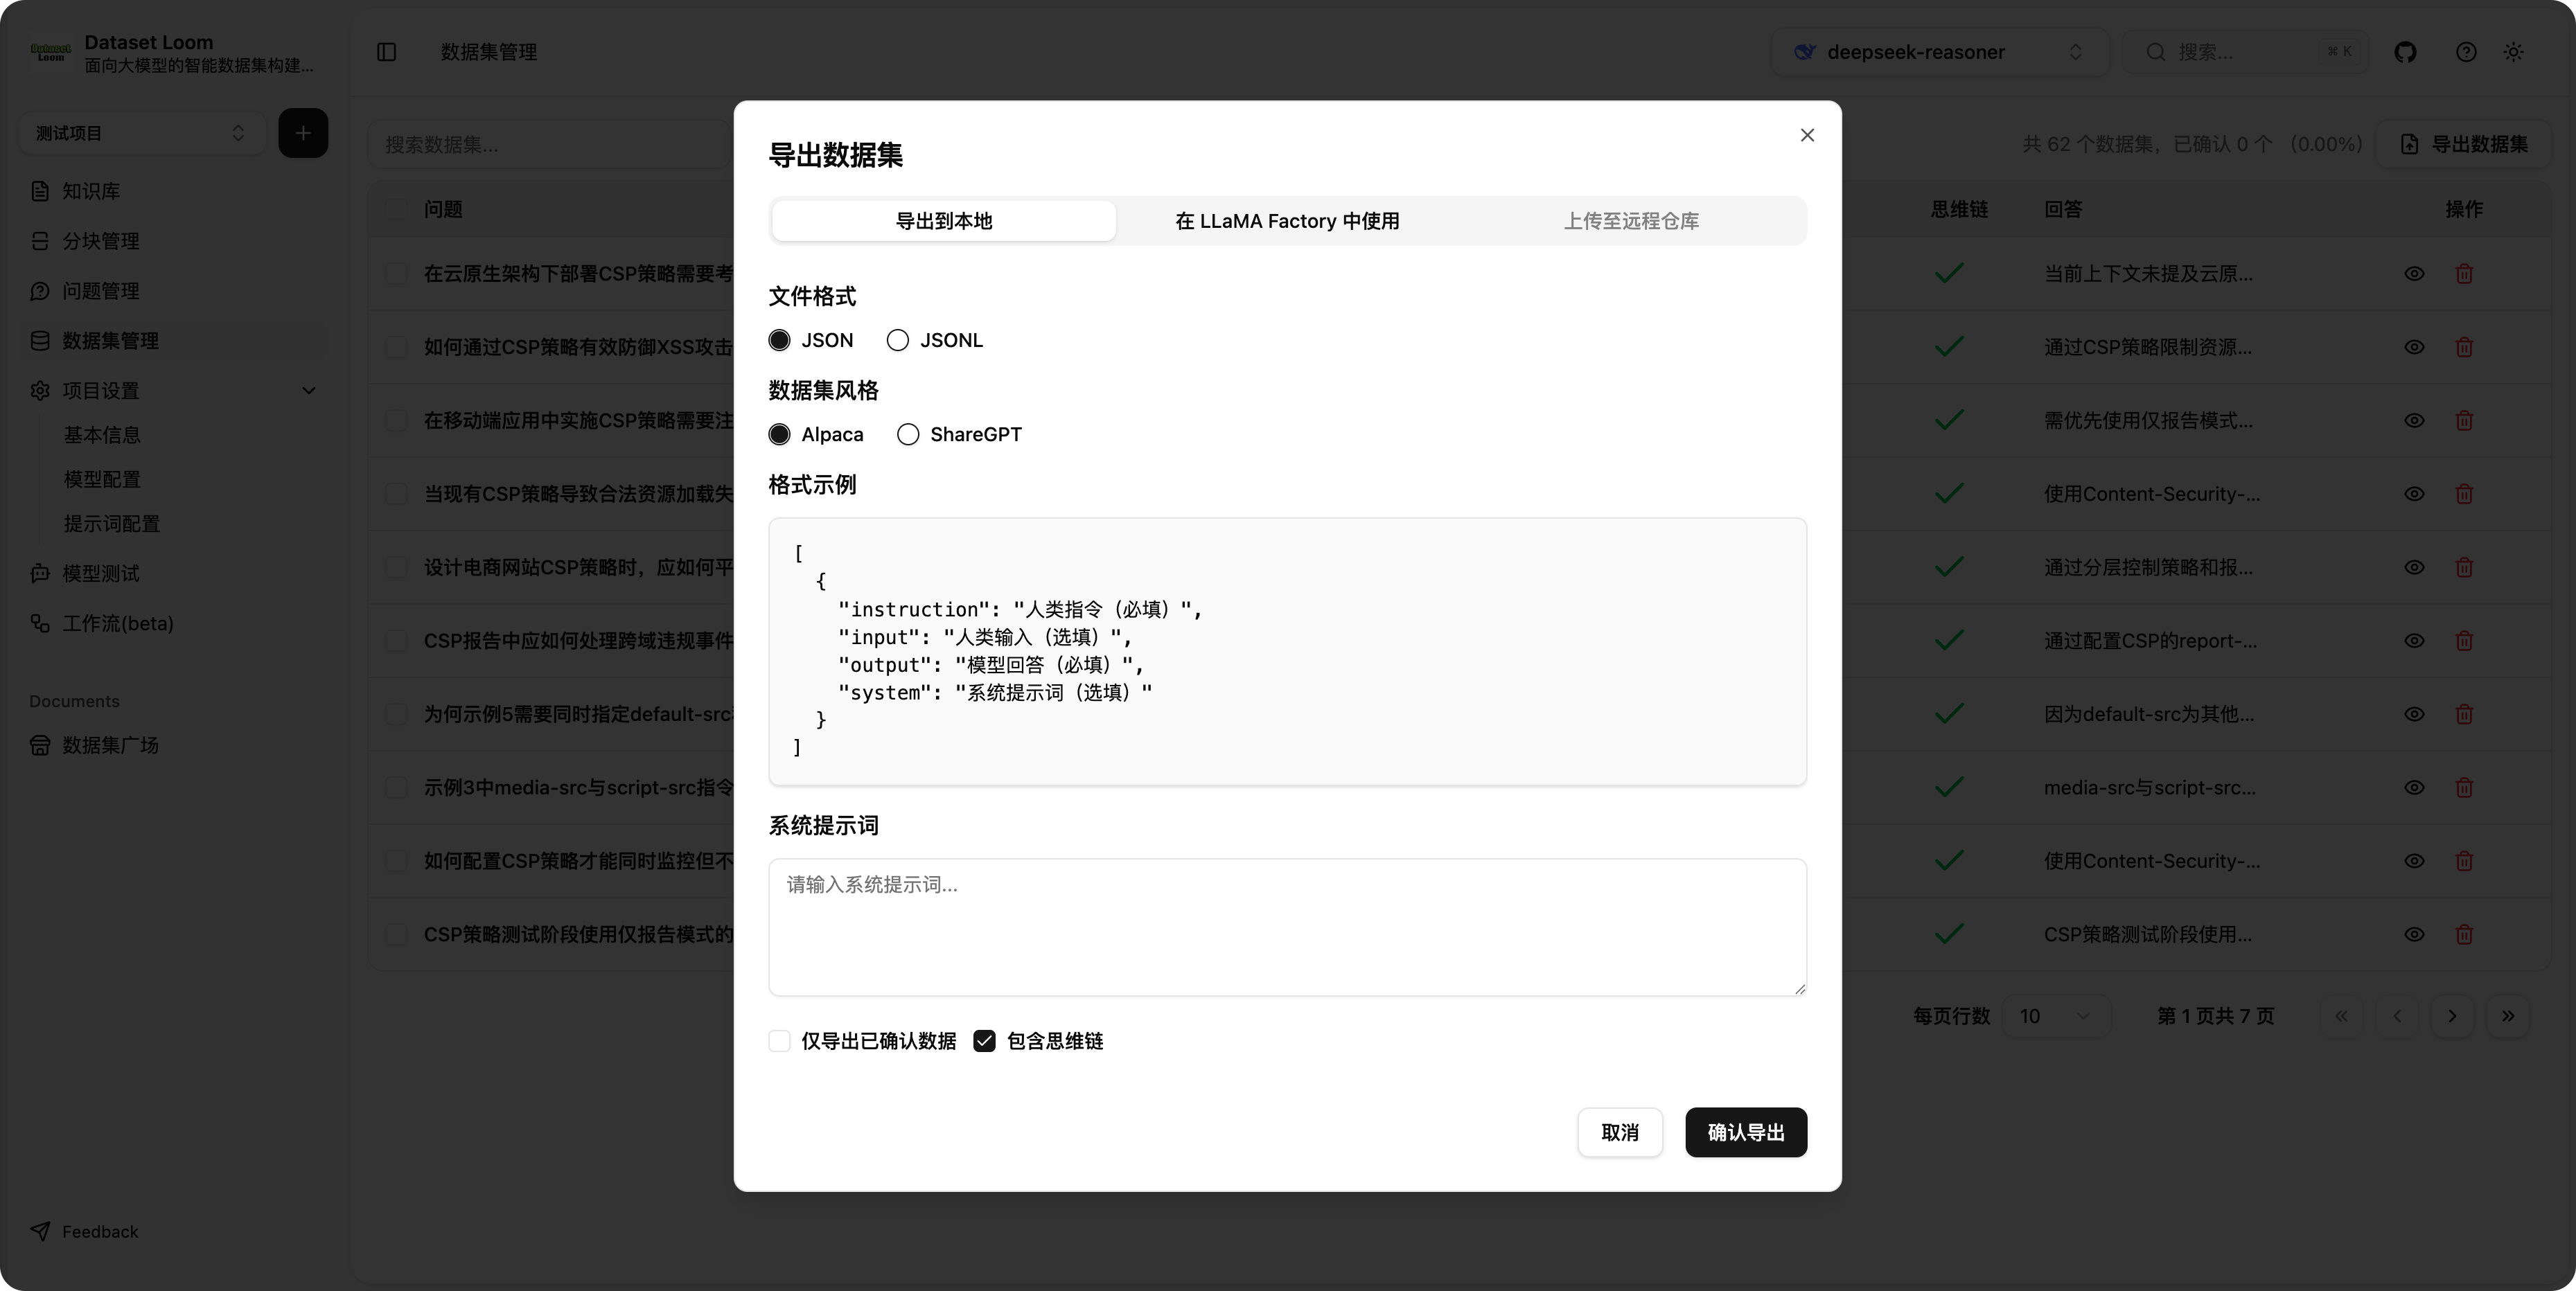 Dataset Loom
Dataset Loom
面向大模型的智能数据集构建...
数据集管理
deepseek-reasoner
搜索...
⌘ K
测试项目
知识库
分块管理
问题管理
数据集管理
项目设置
基本信息
模型配置
提示词配置
模型测试
工作流(beta)
Documents
数据集广场
Feedback
搜索数据集...
共 62 个数据集，已确认 0 个 （0.00%）
导出数据集
问题
思维链
回答
操作
在云原生架构下部署CSP策略需要考
当前上下文未提及云原...
如何通过CSP策略有效防御XSS攻击
通过CSP策略限制资源...
在移动端应用中实施CSP策略需要注
需优先使用仅报告模式...
当现有CSP策略导致合法资源加载失
使用Content-Security-...
设计电商网站CSP策略时，应如何平
通过分层控制策略和报...
CSP报告中应如何处理跨域违规事件
通过配置CSP的report-...
为何示例5需要同时指定default-src
因为default-src为其他...
示例3中media-src与script-src指令
media-src与script-src...
如何配置CSP策略才能同时监控但不
使用Content-Security-...
CSP策略测试阶段使用仅报告模式的
CSP策略测试阶段使用...
每页行数
10
第 1 页共 7 页
导出数据集
导出到本地
在 LLaMA Factory 中使用
上传至远程仓库
文件格式
JSON
JSONL
数据集风格
Alpaca
ShareGPT
格式示例
[
{
"instruction": "人类指令（必填）",
"input": "人类输入（选填）",
"output": "模型回答（必填）",
"system": "系统提示词（选填）"
}
]
系统提示词
请输入系统提示词...
仅导出已确认数据
包含思维链
取消
确认导出